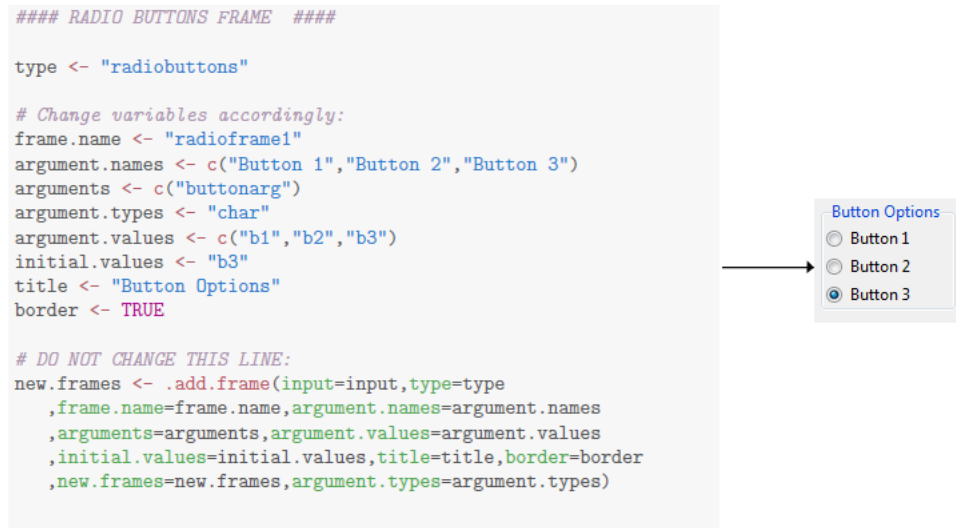 #### RADIO BUTTONS FRAME ####
type <- "radiobuttons"
# Change variables accordingly:
frame.name <- "radioframe1"
argument.names <- c("Button 1","Button 2","Button 3")
arguments <- c("buttonarg")
argument.types <- "char"
argument.values <- c("b1","b2","b3")
initial.values <- "b3"
title <- "Button Options"
border <- TRUE
# DO NOT CHANGE THIS LINE:
new.frames <- .add.frame(input=input,type=type
,frame.name=frame.name,argument.names=argument.names
,arguments=arguments,argument.values=argument.values
,initial.values=initial.values,title=title,border=border
,new.frames=new.frames,argument.types=argument.types)
Button Options
Button 1
Button 2
Button 3